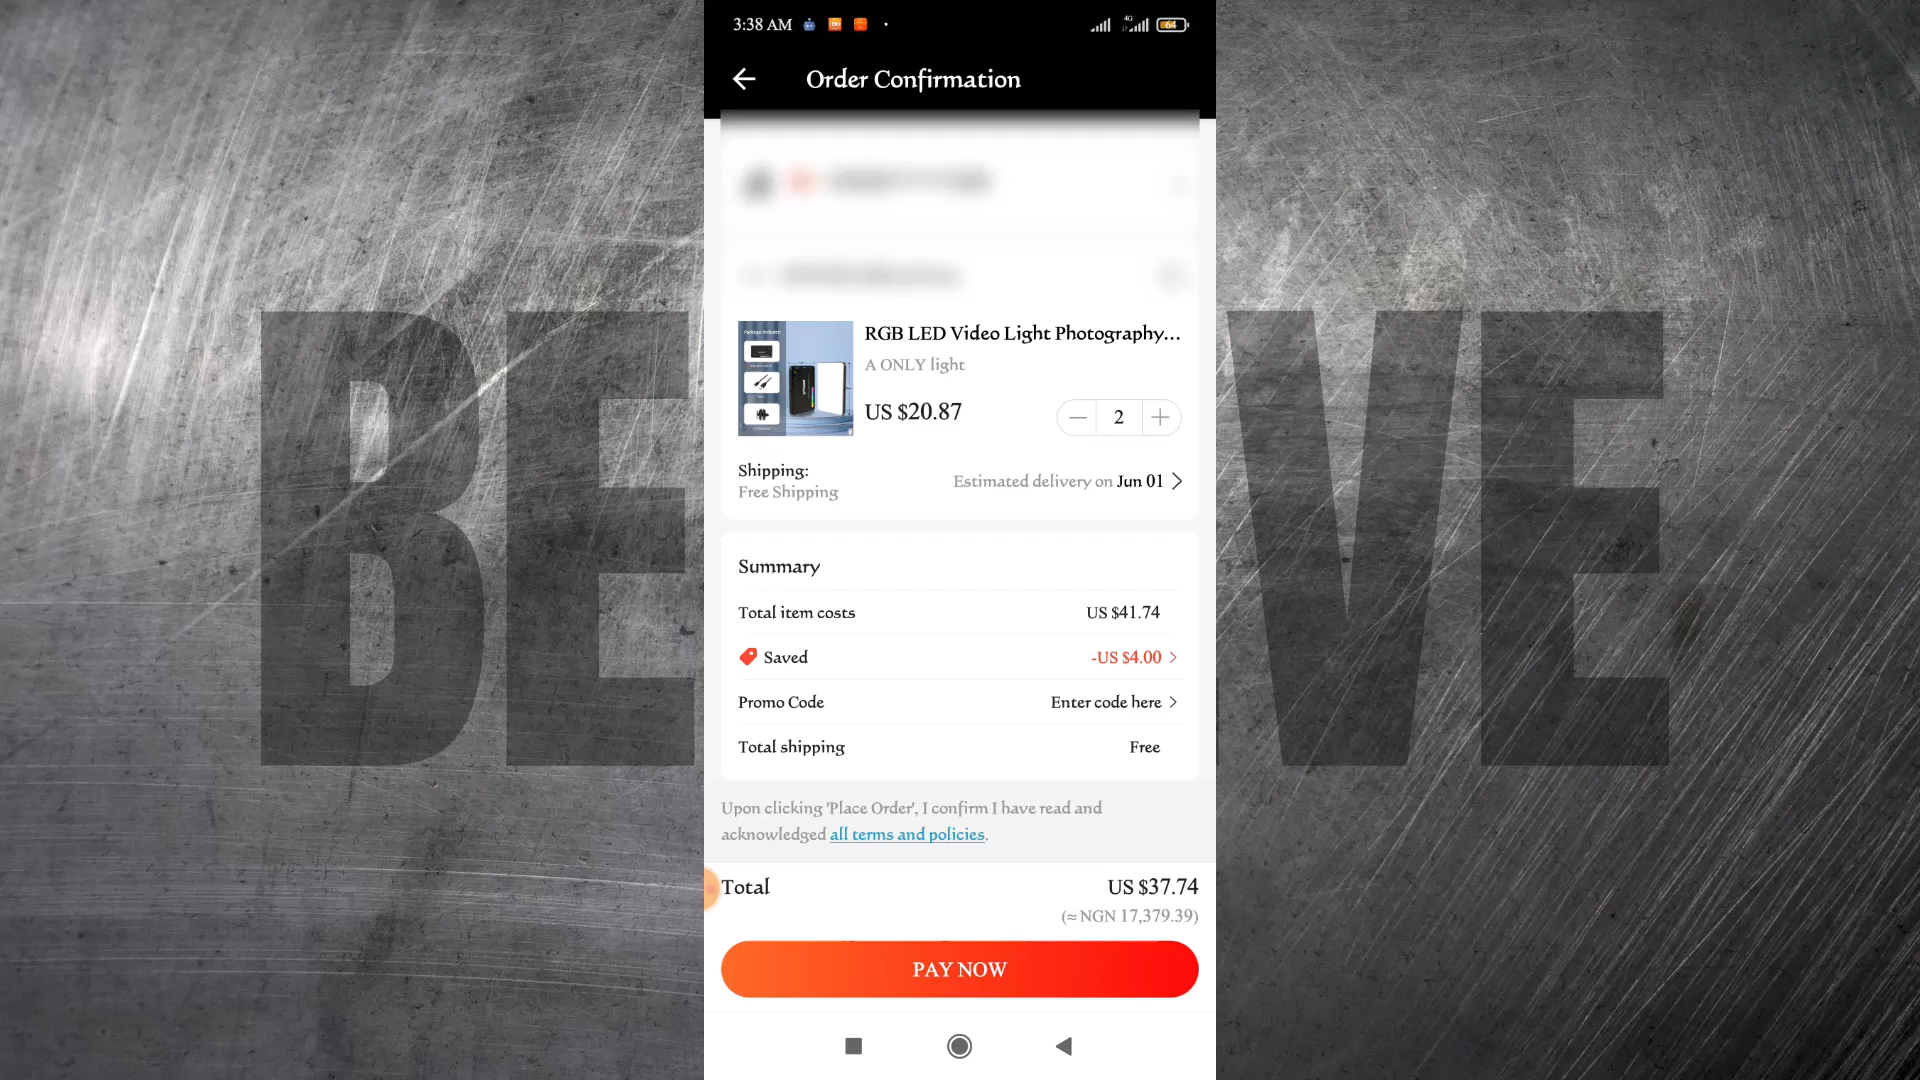 3:38 AM
4G
64
Order Confirmation
RGB LED Video Light Photography...
A ONLY light
US $20.87
2
Shipping:
Free Shipping
Estimated delivery on Jun 01
Summary
Total item costs
US $41.74
Saved
-US $4.00
Promo Code
Enter code here
Total shipping
Free
Upon clicking 'Place Order', I confirm I have read and
acknowledged all terms and policies.
Total
US $37.74
(≈ NGN 17,379.39)
PAY NOW
BE
VE